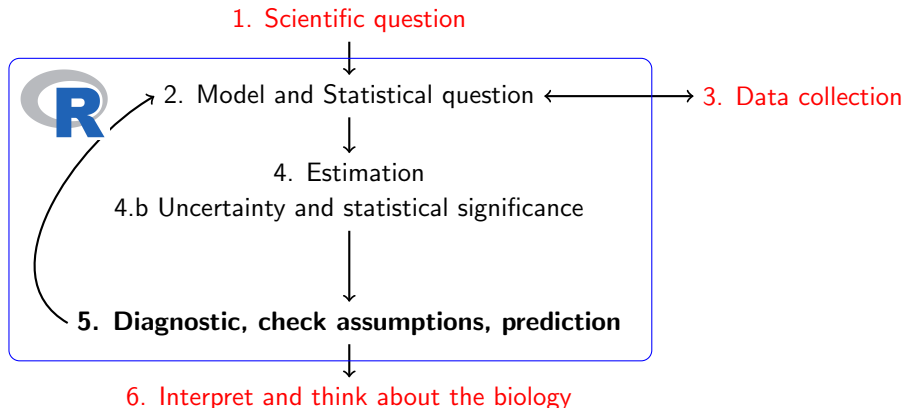 1. Scientific question
R
2. Model and Statistical question
3. Data collection
4. Estimation
4.b Uncertainty and statistical significance
5. Diagnostic, check assumptions, prediction
6. Interpret and think about the biology